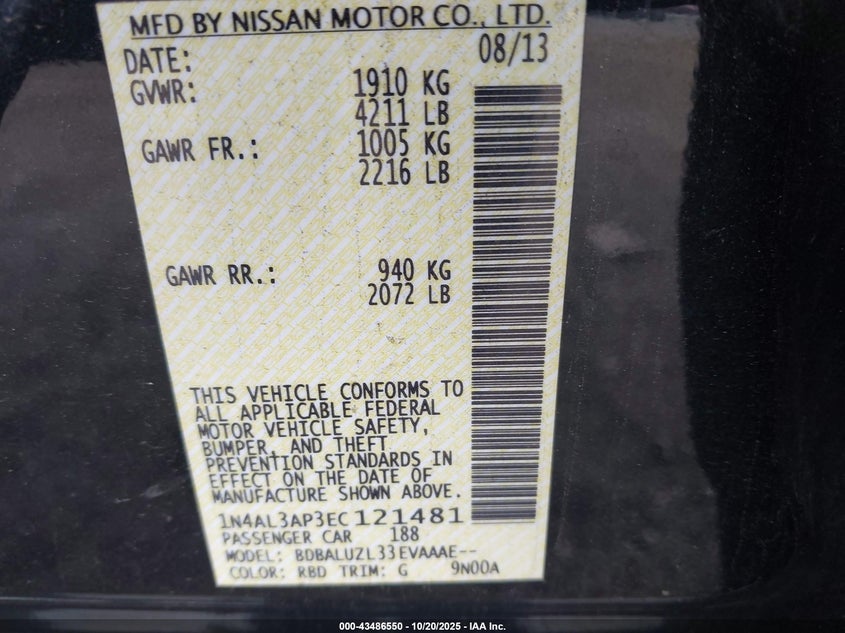 MFD BY NISSAN MOTOR CO., LTD.
DATE: 08/13
GVWR: 1910 KG
4211 LB
GAWR FR.: 1005 KG
2216 LB
GAWR RR.: 940 KG
2072 LB
THIS VEHICLE CONFORMS TO
ALL APPLICABLE FEDERAL
MOTOR VEHICLE SAFETY,
BUMPER, AND THEFT
PREVENTION STANDARDS IN
EFFECT ON THE DATE OF
MANUFACTURE SHOWN ABOVE.
1N4AL3AP3EC121481
PASSENGER CAR 188
MODEL: BDBALUZL33EVAAAE--
COLOR: RBD TRIM: G 9N00A
000-43486550 - 10/20/2025 - IAA Inc.